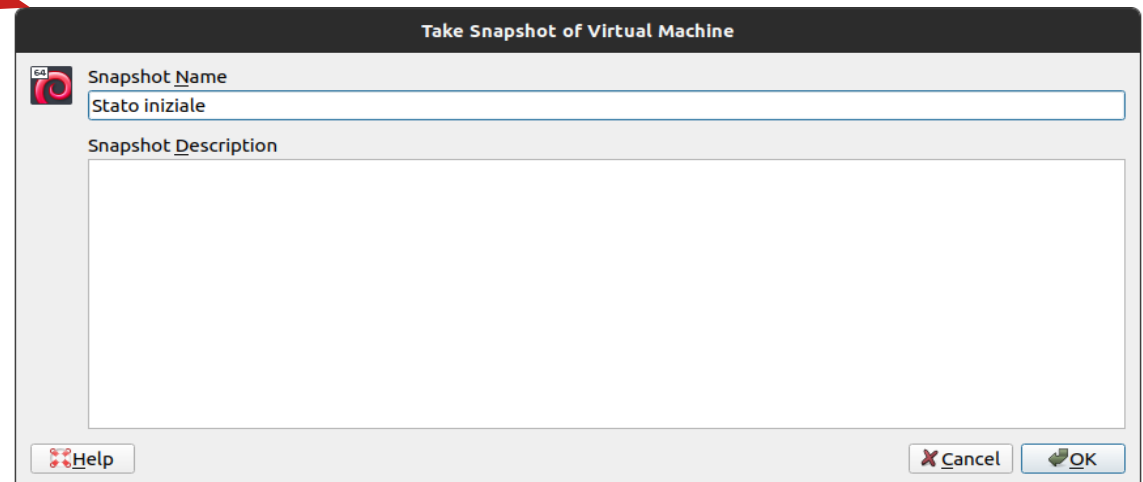 Take Snapshot of Virtual Machine
64
Snapshot Name
Stato iniziale
Snapshot Description
Help
Cancel
OK